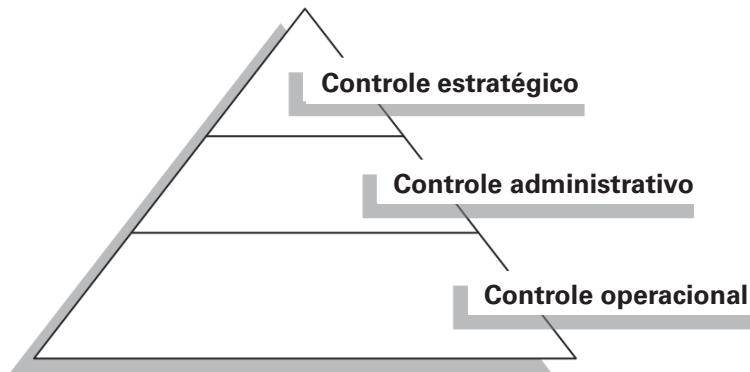 Controle estratégico
Controle administrativo
Controle operacional